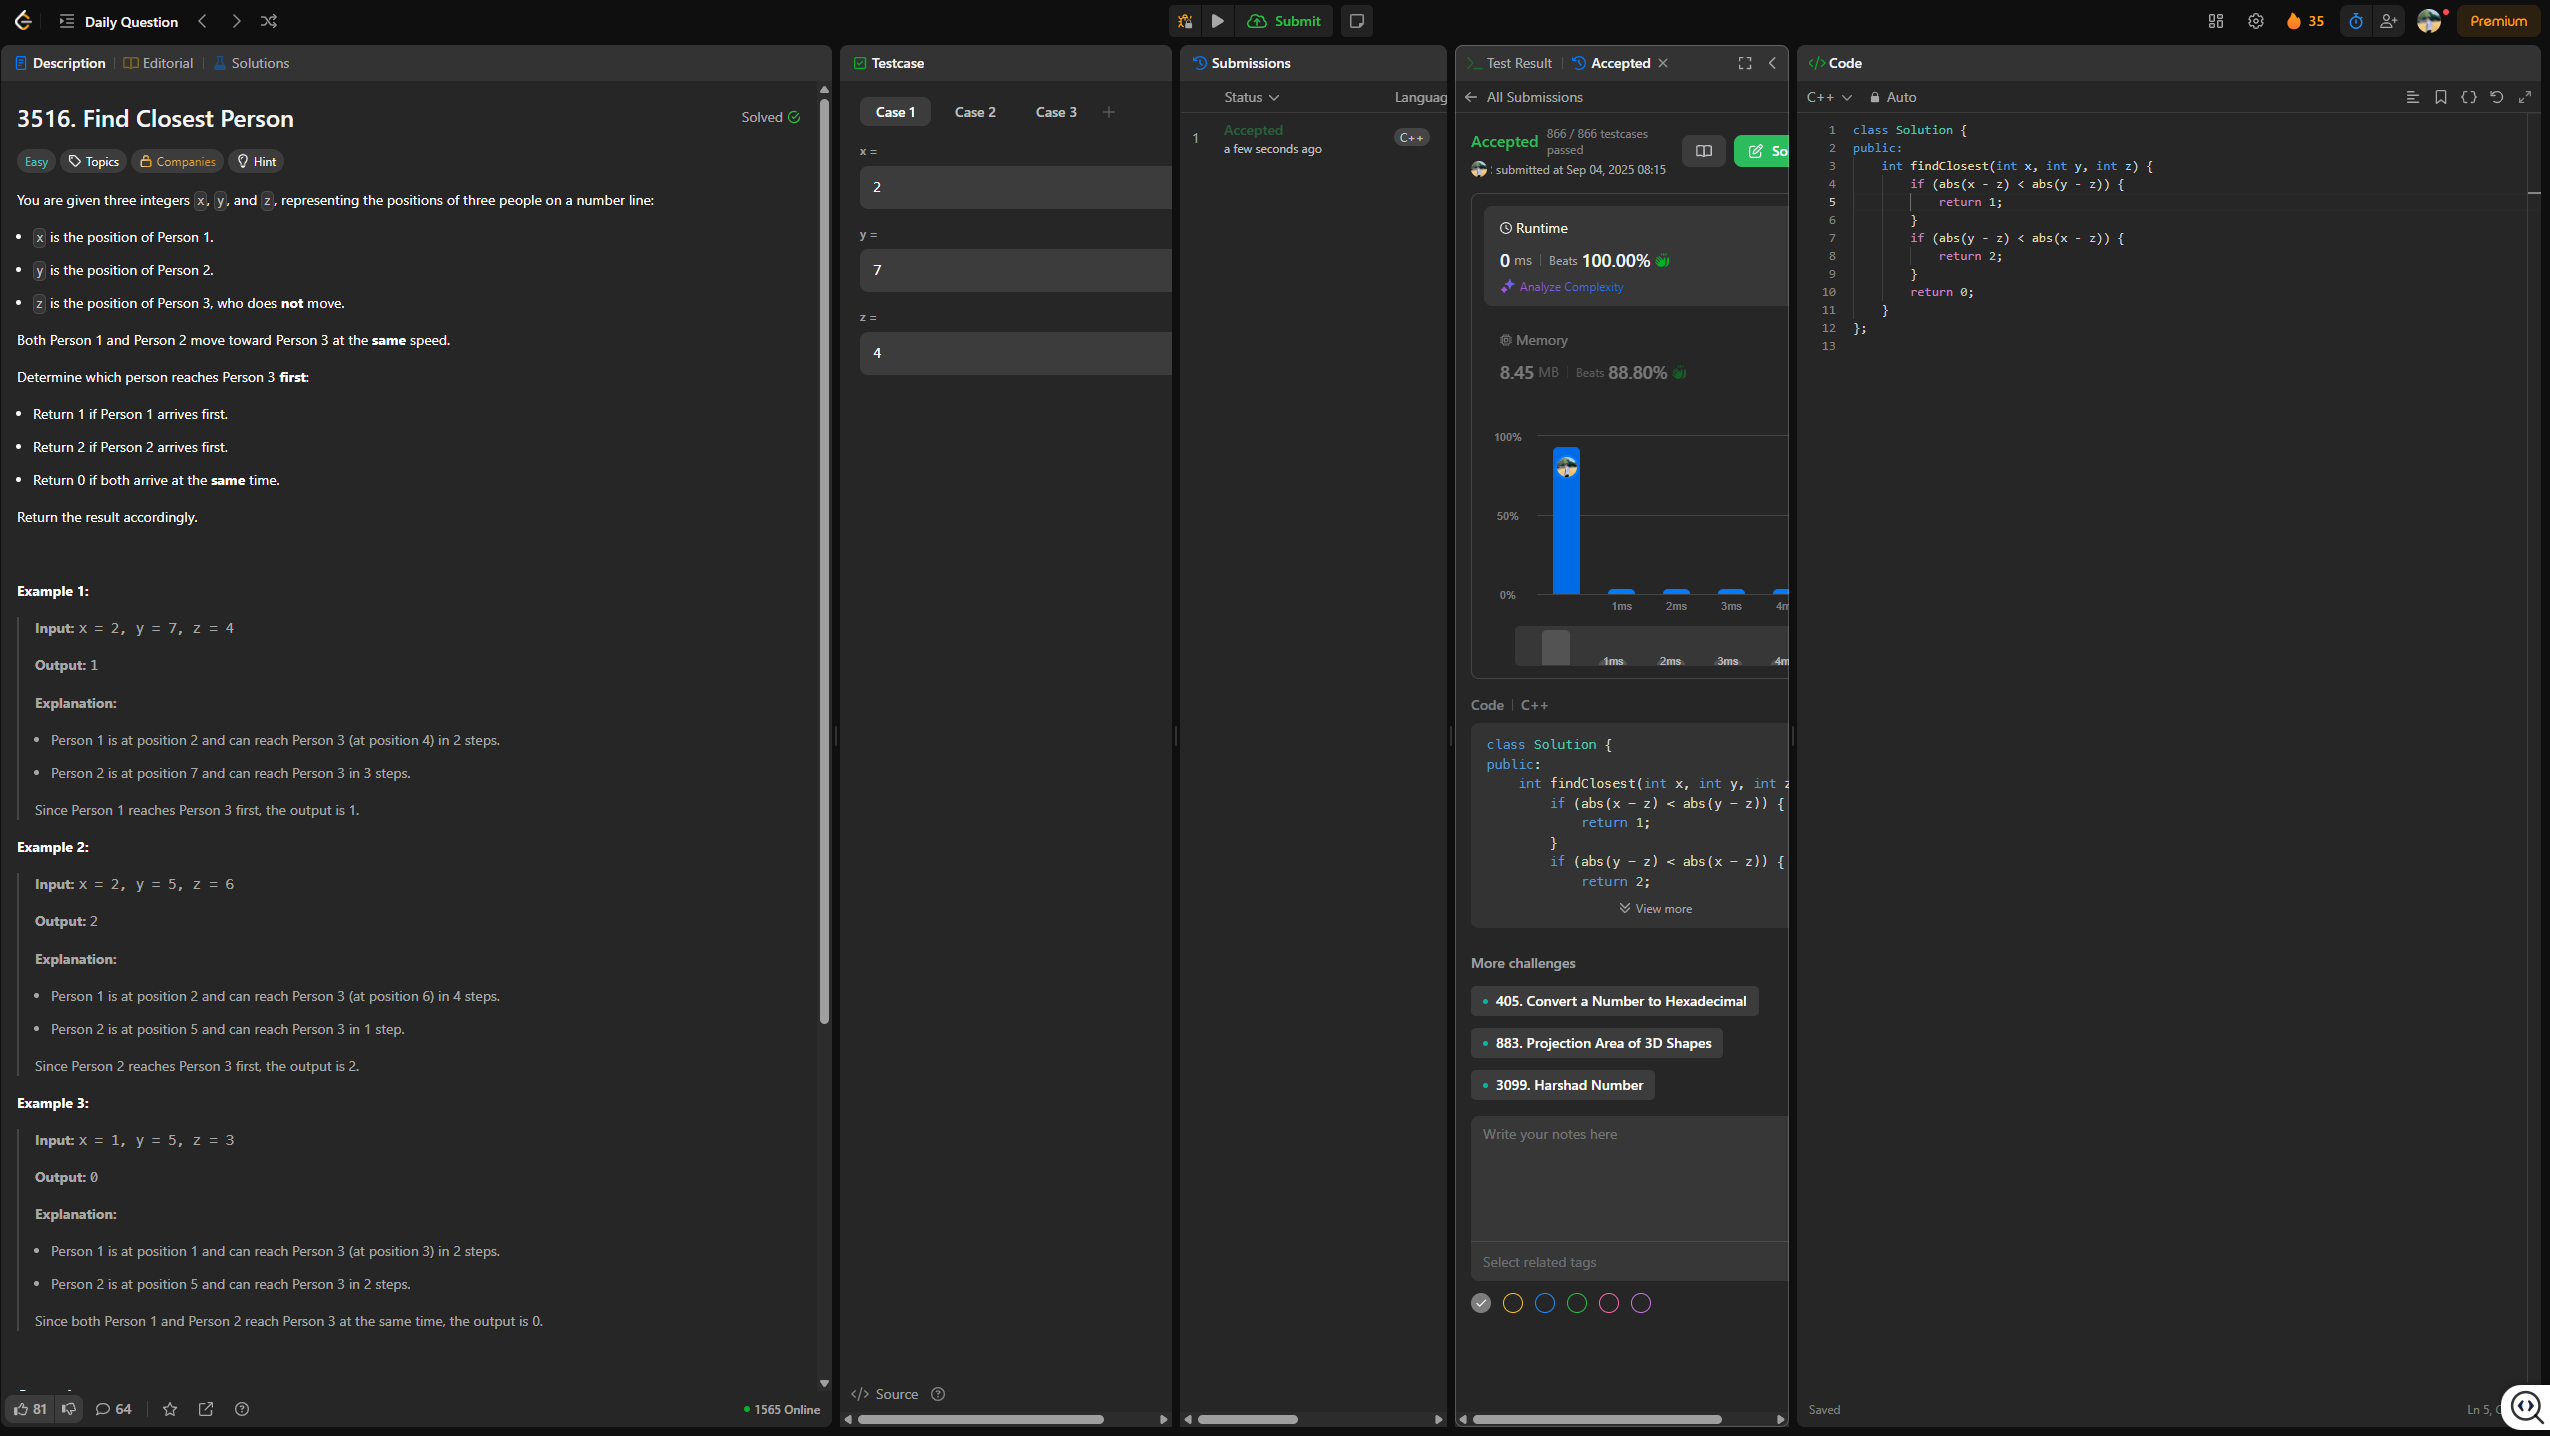 Daily Question
Submit
35
Premium
Description
Editorial
Solutions
3516. Find Closest Person
Solved
Easy
Topics
Companies
Hint
You are given three integers x, y, and z, representing the positions of three people on a number line:
• x is the position of Person 1.
• y is the position of Person 2.
• z is the position of Person 3, who does not move.
Both Person 1 and Person 2 move toward Person 3 at the same speed.
Determine which person reaches Person 3 first:
• Return 1 if Person 1 arrives first.
• Return 2 if Person 2 arrives first.
• Return 0 if both arrive at the same time.
Return the result accordingly.
Example 1:
Input: x = 2, y = 7, z = 4
Output: 1
Explanation:
• Person 1 is at position 2 and can reach Person 3 (at position 4) in 2 steps.
• Person 2 is at position 7 and can reach Person 3 in 3 steps.
Since Person 1 reaches Person 3 first, the output is 1.
Example 2:
Input: x = 2, y = 5, z = 6
Output: 2
Explanation:
• Person 1 is at position 2 and can reach Person 3 (at position 6) in 4 steps.
• Person 2 is at position 5 and can reach Person 3 in 1 step.
Since Person 2 reaches Person 3 first, the output is 2.
Example 3:
Input: x = 1, y = 5, z = 3
Output: 0
Explanation:
• Person 1 is at position 1 and can reach Person 3 (at position 3) in 2 steps.
• Person 2 is at position 5 and can reach Person 3 in 2 steps.
Since both Person 1 and Person 2 reach Person 3 at the same time, the output is 0.
81
64
1565 Online
Testcase
Case 1
Case 2
Case 3
x =
2
y =
7
z =
4
Source
Submissions
Status
Languag
1
Accepted
C++
a few seconds ago
Test Result
Accepted
All Submissions
Accepted
866 / 866 testcases passed
submitted at Sep 04, 2025 08:15
So
Runtime
0 ms
Beats 100.00%
Analyze Complexity
Memory
8.45 MB
Beats 88.80%
100%
50%
0%
1ms
2ms
3ms
4m
1ms
2ms
3ms
4m
Code
C++
class Solution {
public:
int findClosest(int x, int y, int z
if (abs(x - z) < abs(y - z)) {
return 1;
}
if (abs(y - z) < abs(x - z)) {
return 2;
View more
More challenges
405. Convert a Number to Hexadecimal
883. Projection Area of 3D Shapes
3099. Harshad Number
Write your notes here
Select related tags
Code
C++
Auto
1 class Solution {
2 public:
3 int findClosest(int x, int y, int z) {
4 if (abs(x - z) < abs(y - z)) {
5 return 1;
6 }
7 if (abs(y - z) < abs(x - z)) {
8 return 2;
9 }
10 return 0;
11 }
12 };
13
Saved
Ln 5,